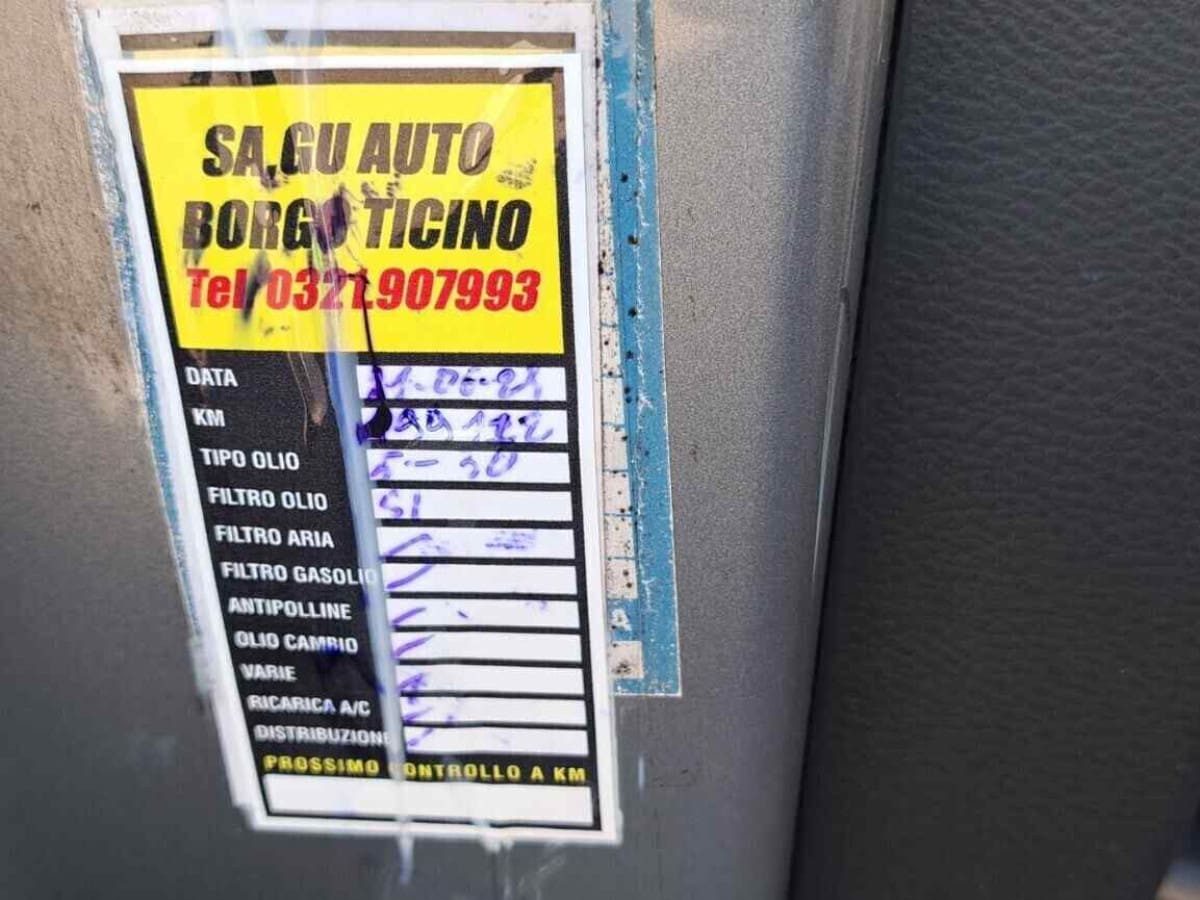 SA.GU AUTO
BORGO TICINO
Tel 0321.907993
DATA
KM
TIPO OLIO
FILTRO OLIO SI
FILTRO ARIA
FILTRO GASOLIO
ANTIPOLLINE
OLIO CAMBIO
VARIE
RICARICA A/C
DISTRIBUZIONE
PROSSIMO CONTROLLO A KM
A